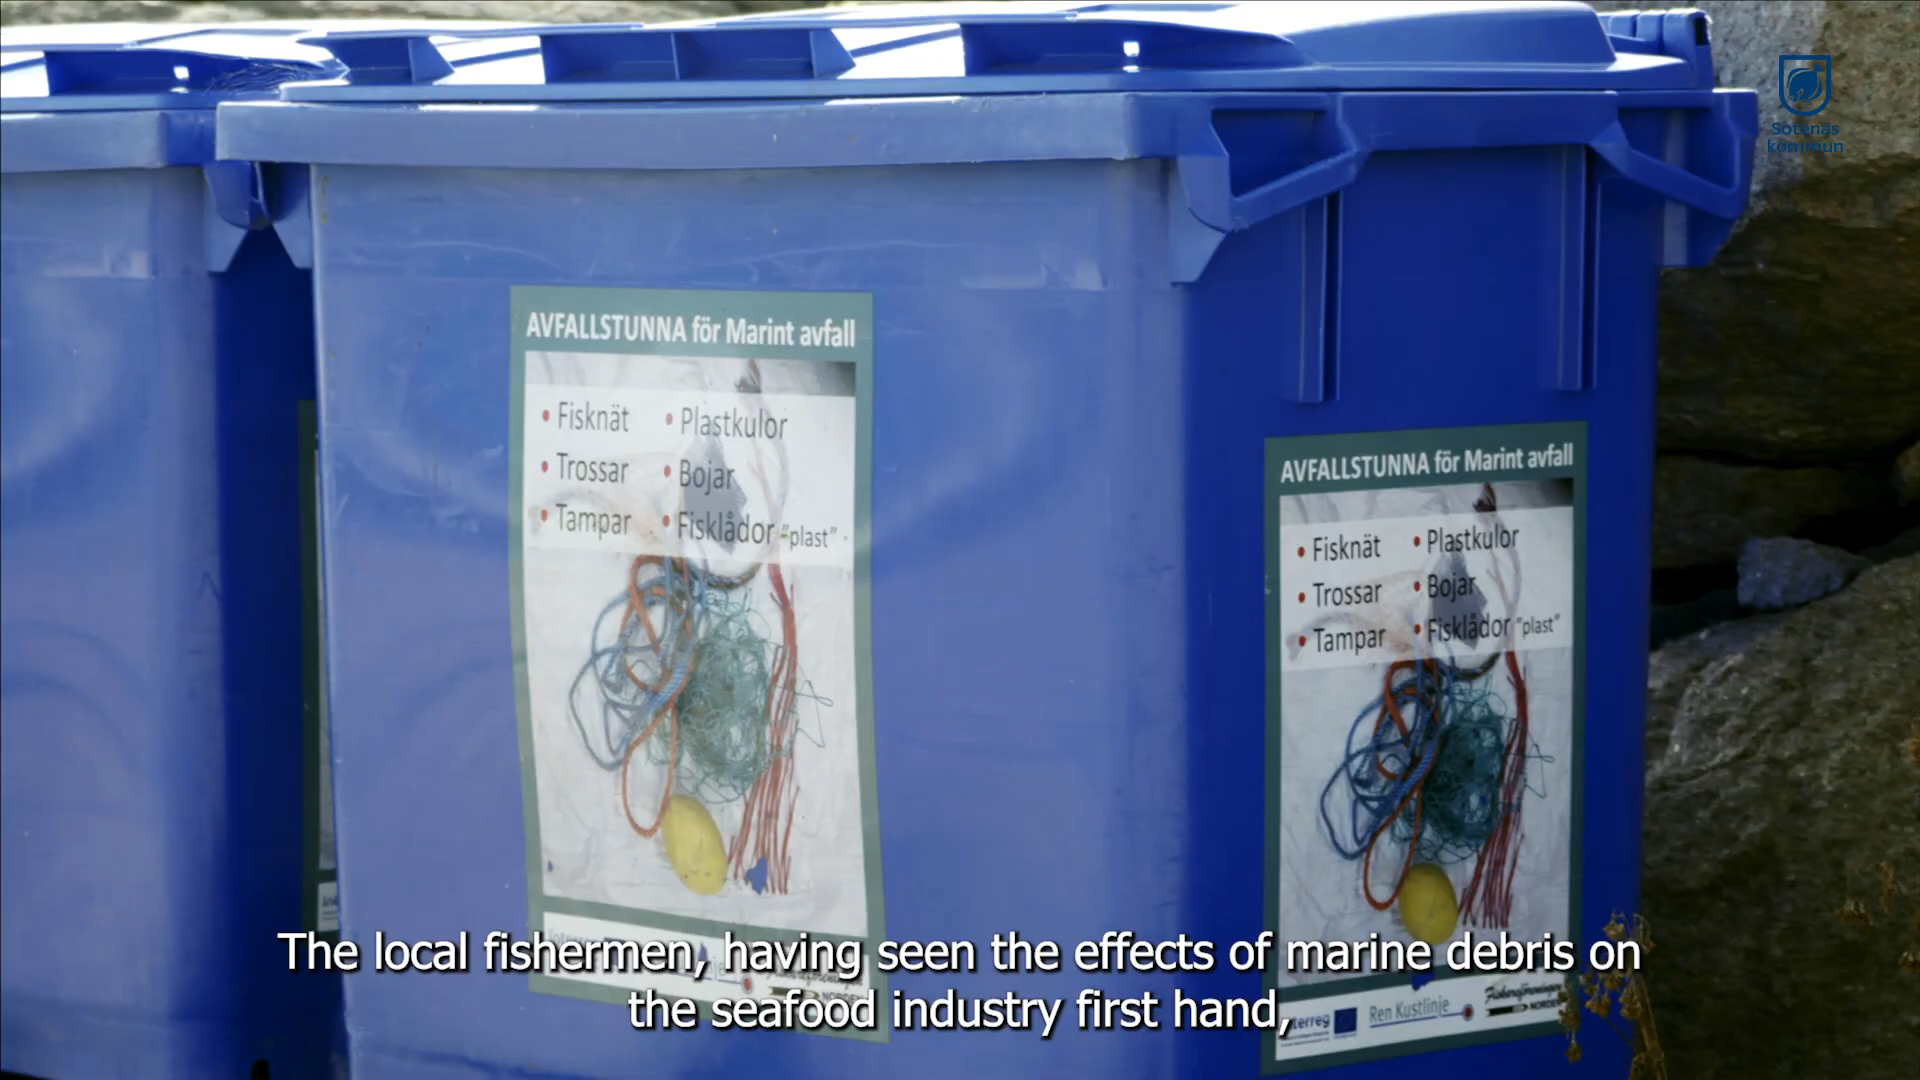 Sotenäs
kommun
AVFALLSTUNNA för Marint avfall
• Fisknät • Plastkulor
• Trossar • Bojar
• Tampar • Fisklådor "plast"
AVFALLSTUNNA för Marint avfall
• Fisknät • Plastkulor
• Trossar • Bojar
• Tampar • Fisklådor "plast"
Ren Kustlinje
Fiskareföreningen
NORDEN
The local fishermen, having seen the effects of marine debris on
the seafood industry first hand,